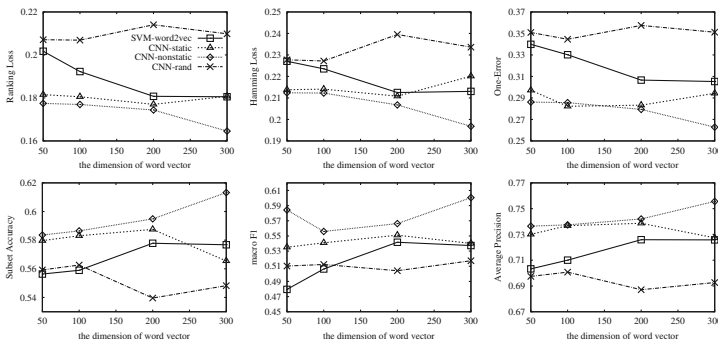 0.22
0.2
0.18
0.16
Ranking Loss
SVM-word2vec
CNN-static
CNN-nonstatic
CNN-rand
50 100 150 200 250 300
the dimension of word vector
0.25
0.24
0.23
0.22
0.21
0.2
0.19
Hamming Loss
50 100 150 200 250 300
the dimension of word vector
0.37
0.35
0.33
0.31
0.29
0.27
0.25
One-Error
50 100 150 200 250 300
the dimension of word vector
0.62
0.6
0.58
0.56
0.54
Subset Accuracy
50 100 150 200 250 300
the dimension of word vector
0.61
0.59
0.57
0.55
0.53
0.51
0.49
0.47
0.45
macro F1
50 100 150 200 250 300
the dimension of word vector
0.77
0.75
0.73
0.71
0.69
0.67
Average Precision
50 100 150 200 250 300
the dimension of word vector